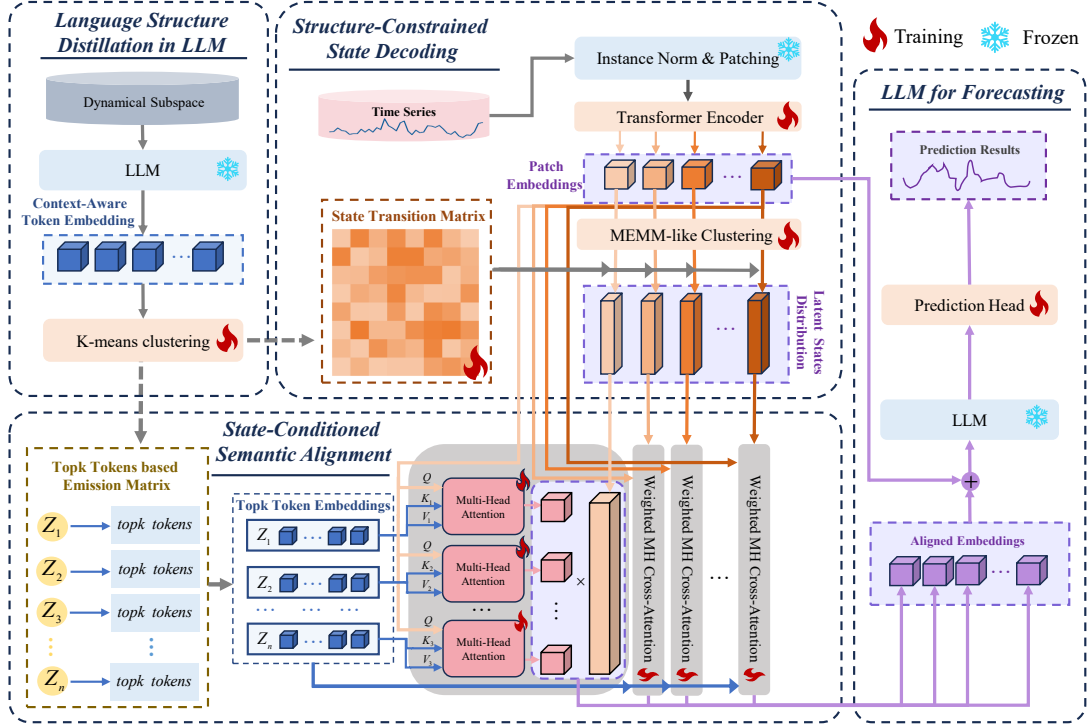 Language Structure
Distillation in LLM
Dynamical Subspace
LLM
Context-Aware
Token Embedding
K-means clustering
Structure-Constrained
State Decoding
Time Series
Instance Norm & Patching
Transformer Encoder
Patch
Embeddings
MEMM-like Clustering
State Transition Matrix
Latent States
Distribution
Training
Frozen
LLM for Forecasting
Prediction Results
Prediction Head
LLM
+
Aligned Embeddings
State-Conditioned
Semantic Alignment
Topk Tokens based
Emission Matrix
Z1 topk tokens
Z2 topk tokens
Z3 topk tokens
Zn topk tokens
Topk Token Embeddings
Z1
Z2
Zn
Q
K1
V1
Multi-Head
Attention
Q
K2
V2
Multi-Head
Attention
Q
K3
V3
Multi-Head
Attention
×
Weighted MH Cross-Attention
Weighted MH Cross-Attention
Weighted MH Cross-Attention